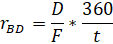 r_BD = D/F * 360/t